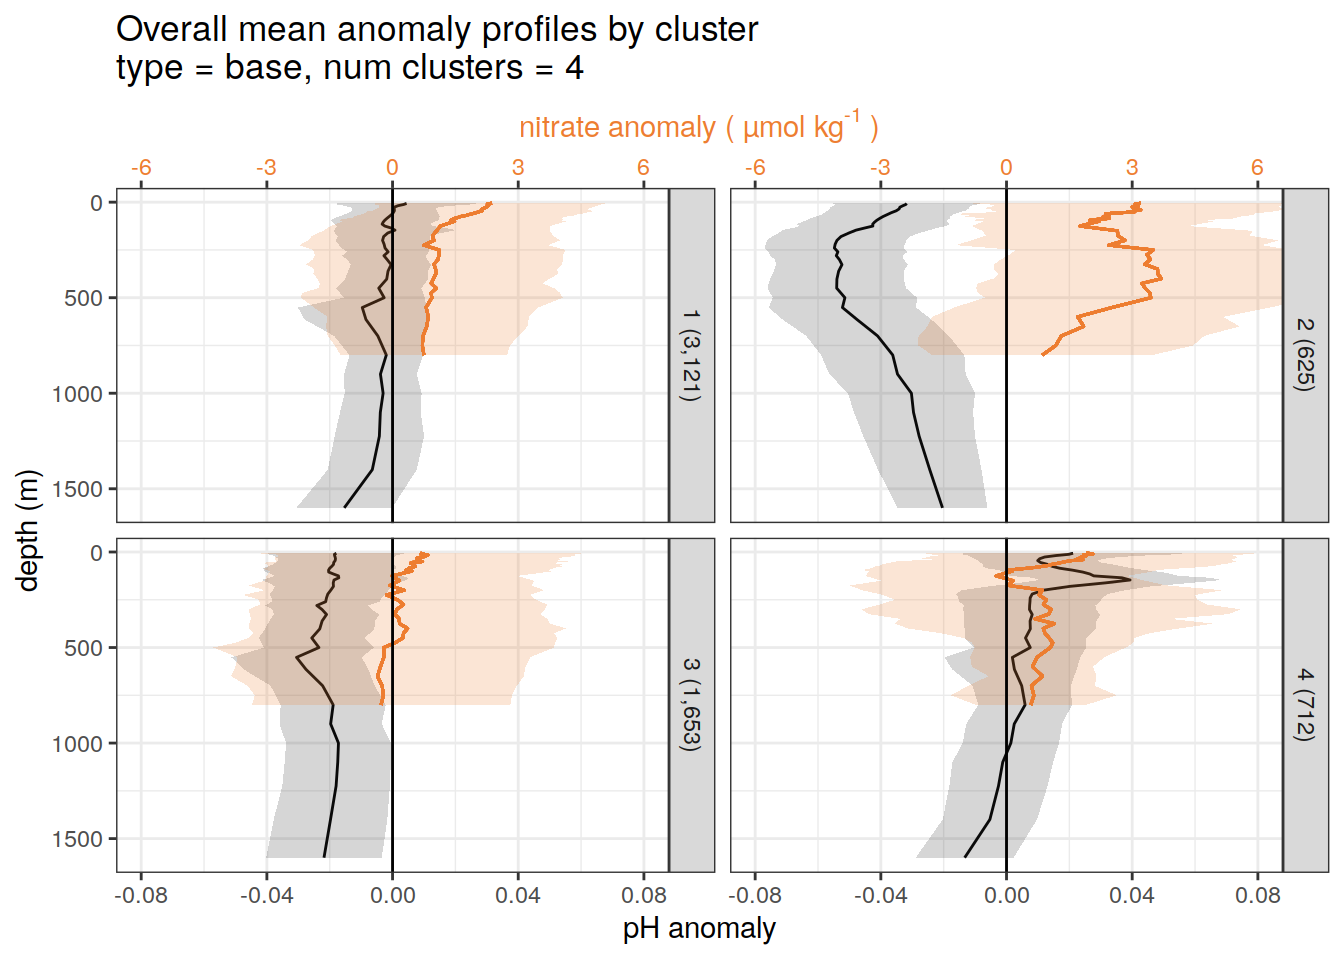 Overall mean anomaly profiles by cluster
type = base, num clusters = 4
nitrate anomaly ( µmol kg-1 )
-6 -3 0 3 6 -6 -3 0 3 6
0
500
1000
1500
1 (3,121)
2 (625)
depth (m)
0
500
1000
1500
3 (1,653)
4 (712)
-0.08 -0.04 0.00 0.04 0.08 -0.08 -0.04 0.00 0.04 0.08
pH anomaly